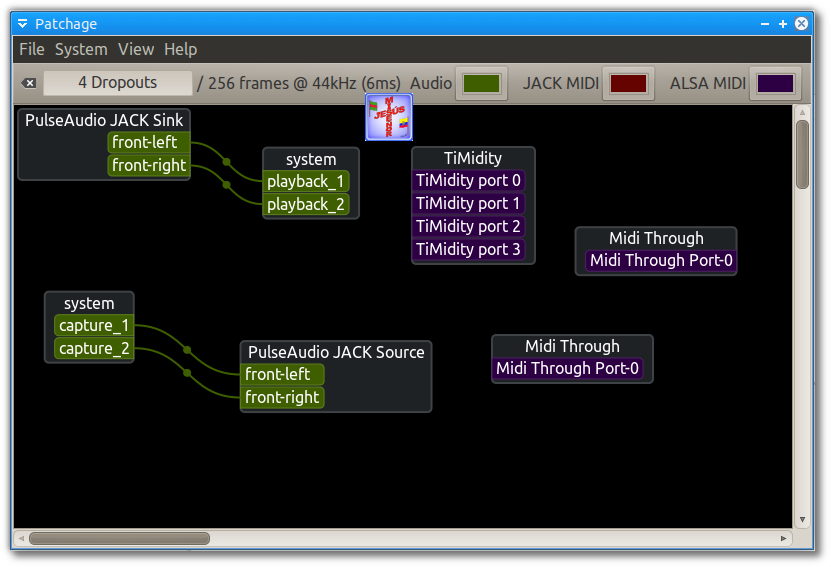 Patchage
File System View Help
4 Dropouts / 256 frames @ 44kHz (6ms) Audio JACK MIDI ALSA MIDI
PulseAudio JACK Sink
front-left
front-right
system
playback_1
playback_2
JESÚS
TiMidity
TiMidity port 0
TiMidity port 1
TiMidity port 2
TiMidity port 3
Midi Through
Midi Through Port-0
system
capture_1
capture_2
PulseAudio JACK Source
front-left
front-right
Midi Through
Midi Through Port-0